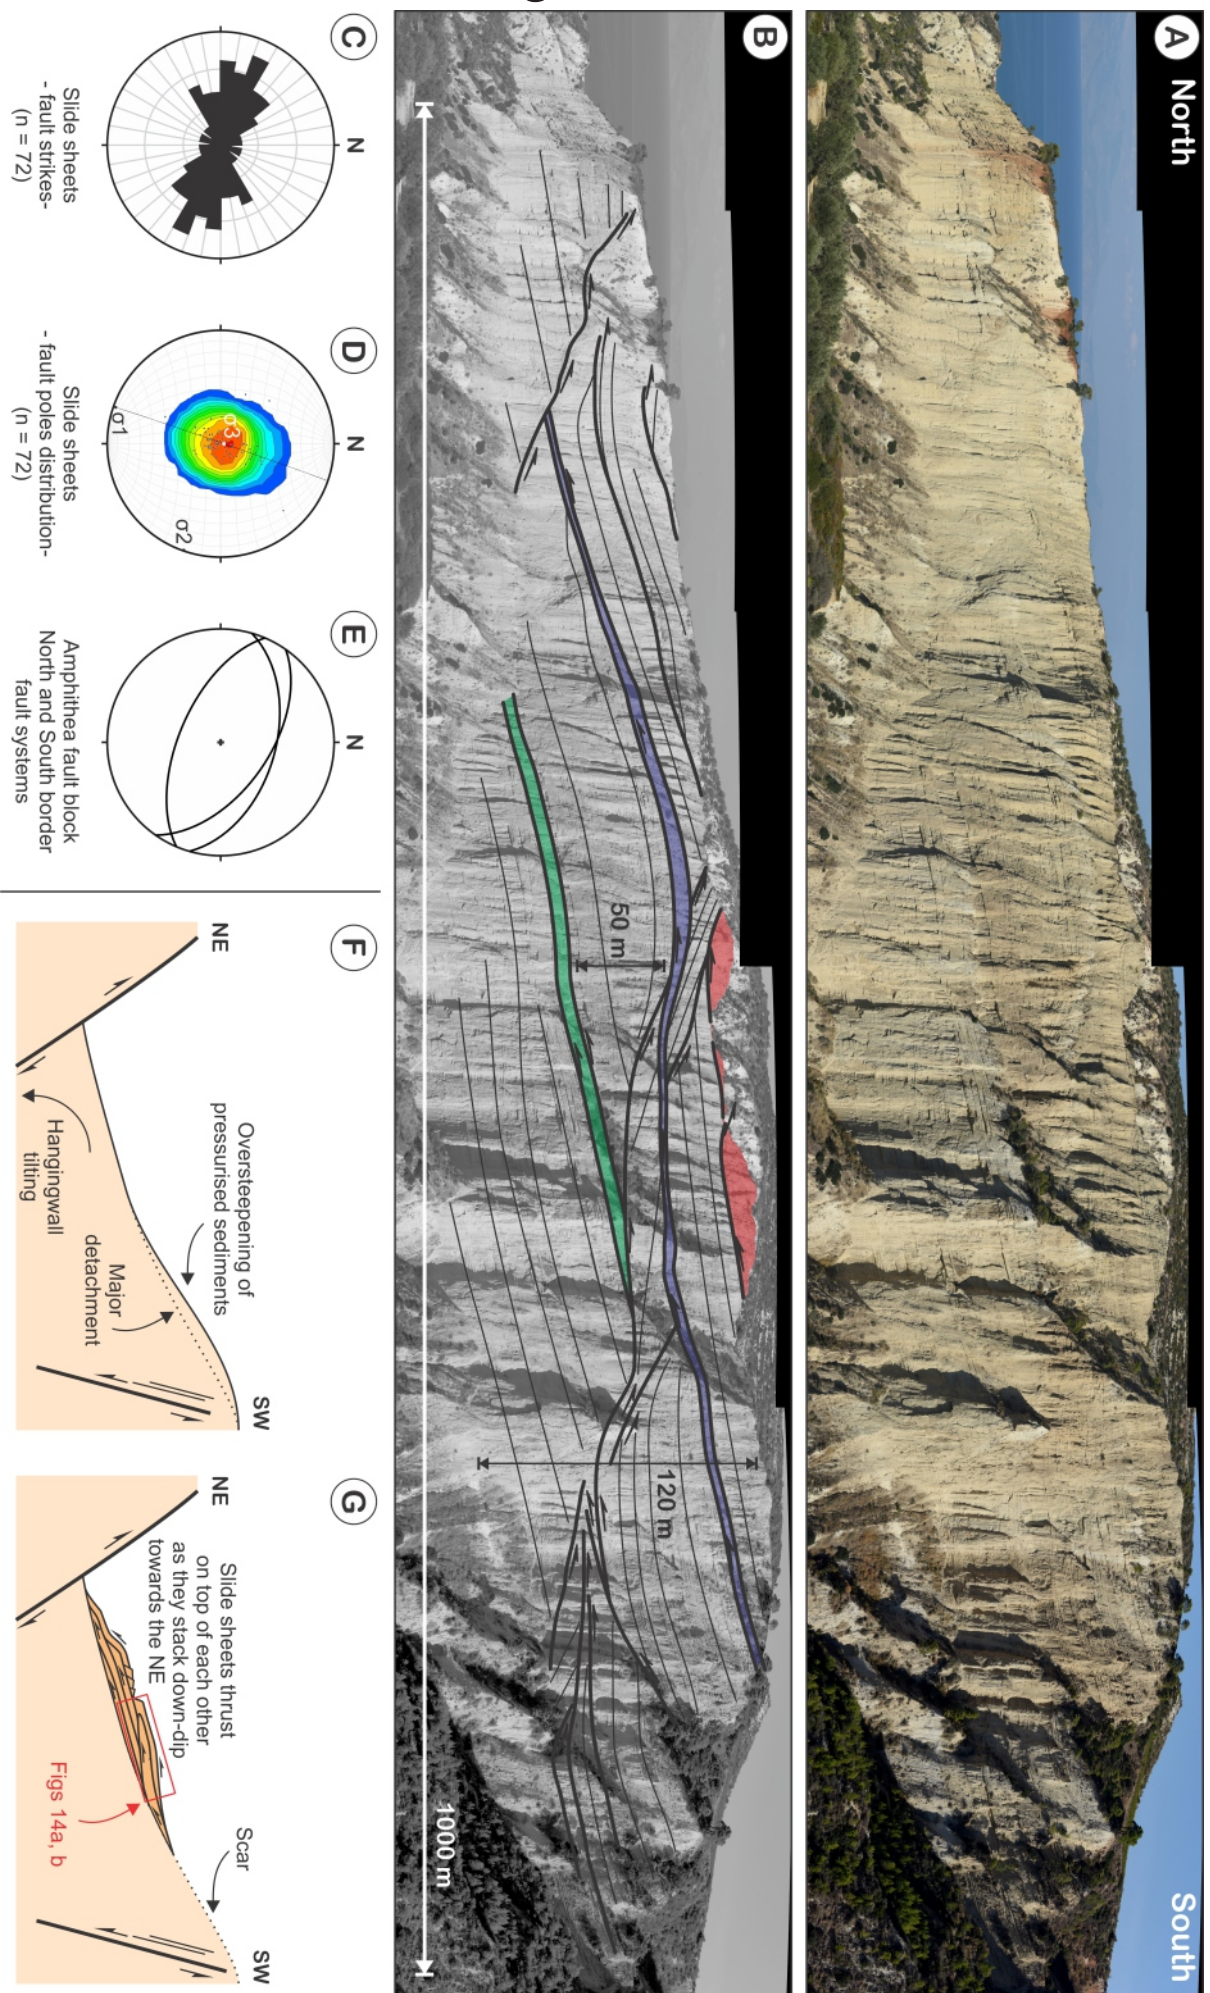 A
North
South
B
50 m
120 m
1000 m
C
N
Slide sheets
- fault strikes-
(n = 72)
D
N
σ1
σ2
σ3
Slide sheets
- fault poles distribution-
(n = 72)
E
N
Amphithea fault block
North and South border
fault systems
F
NE
SW
Oversteepening of
pressurised sediments
Major
detachment
Hangingwall
tilting
G
NE
SW
Slide sheets thrust
on top of each other
as they stack down-dip
towards the NE
Scar
Figs 14a, b